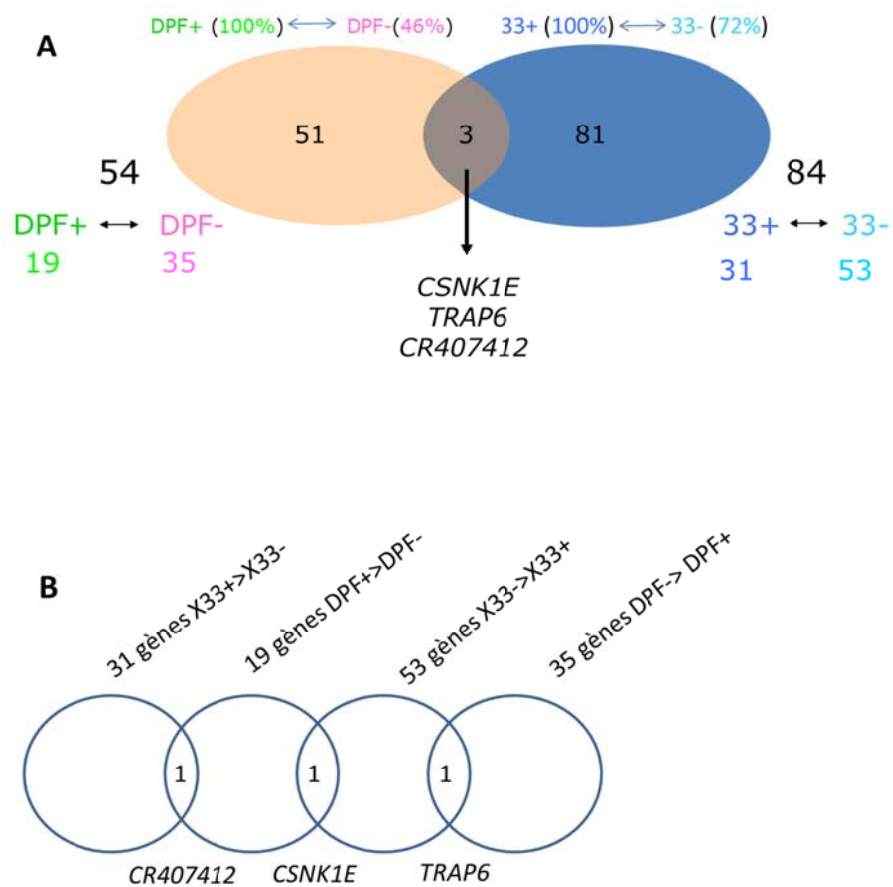 DPF+ (100%) DPF-(46%) 33+ (100%) 33- (72%)
A
51 3 81
54 84
DPF+ DPF- 33+ 33-
19 35 31 53
CSNK1E
TRAP6
CR407412
B
31 gènes X33+>X33-
19 gènes DPF+>DPF-
53 gènes X33->X33+
35 gènes DPF-> DPF+
1 1 1
CR407412 CSNK1E TRAP6